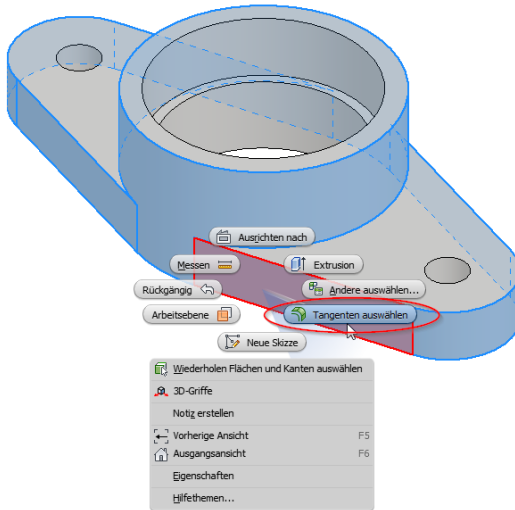 Ausrichten nach
Messen
Extrusion
Rückgängig
Andere auswählen...
Arbeitsebene
Tangenten auswählen
Neue Skizze
Wiederholen Flächen und Kanten auswählen
3D-Griffe
Notiz erstellen
Vorherige Ansicht F5
Ausgangsansicht F6
Eigenschaften
Hilfethemen...